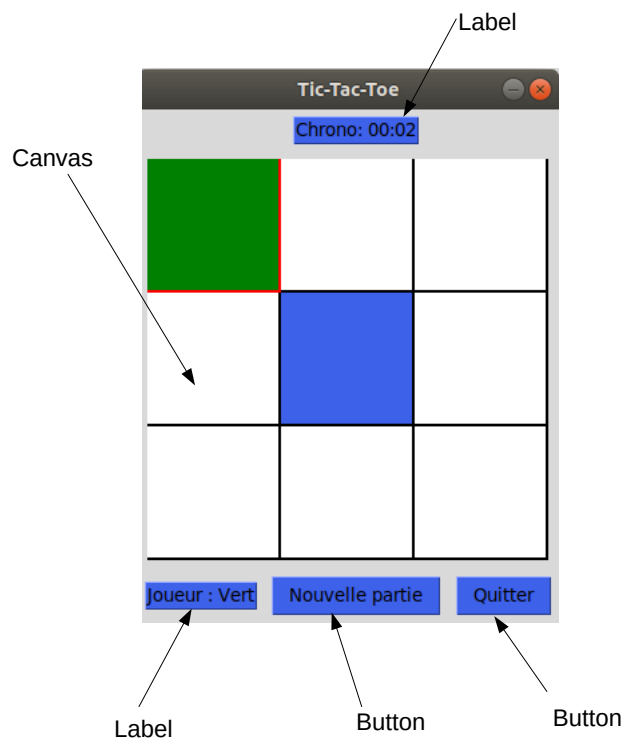 Label
Tic-Tac-Toe
Chrono: 00:02
Canvas
Joueur : Vert
Nouvelle partie
Quitter
Label
Button
Button